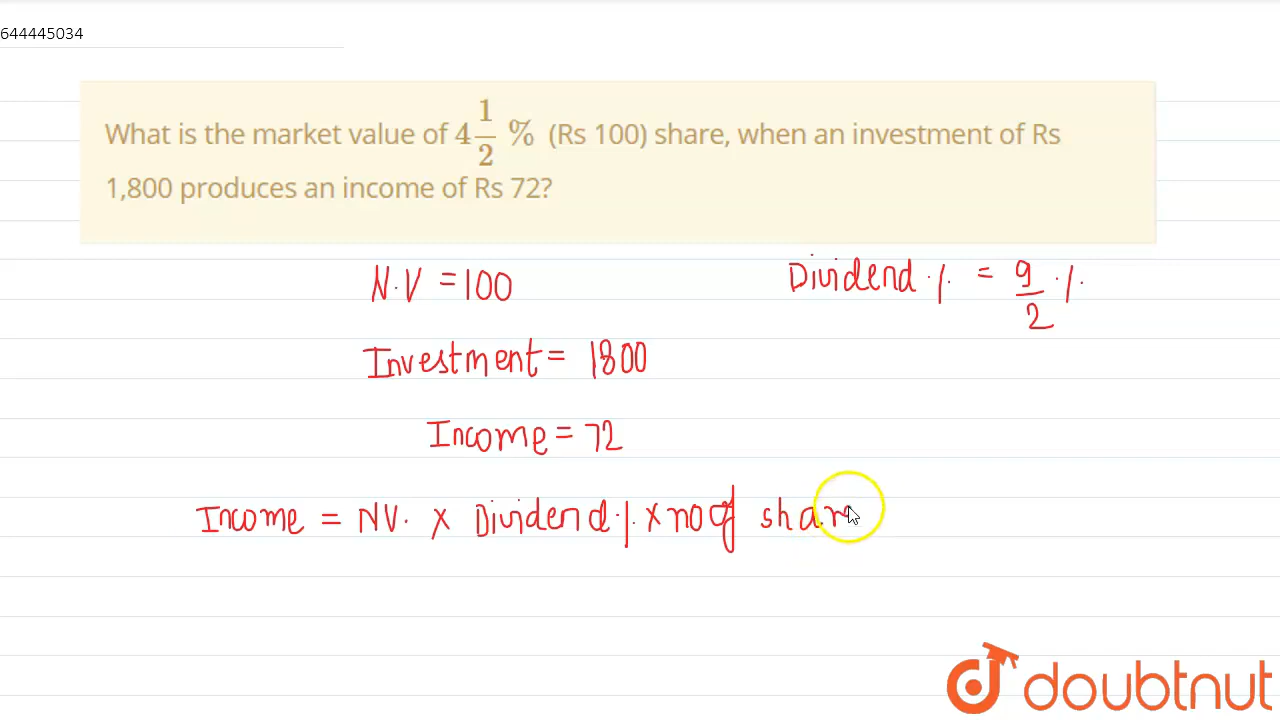 644445034
What is the market value of 4 1/2 % (Rs 100) share, when an investment of Rs
1,800 produces an income of Rs 72?
N.V = 100
Dividend % = 9/2 %
Investment = 1800
Income = 72
Income = NV. × Dividend % × no of shar
doubtnut